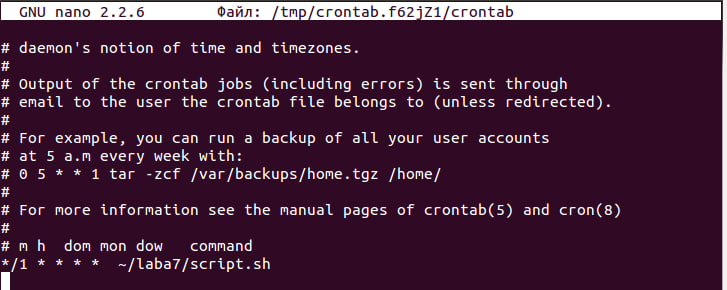 GNU nano 2.2.6 Файл: /tmp/crontab.f62jZ1/crontab
# daemon's notion of time and timezones.
#
# Output of the crontab jobs (including errors) is sent through
# email to the user the crontab file belongs to (unless redirected).
#
# For example, you can run a backup of all your user accounts
# at 5 a.m every week with:
# 0 5 * * 1 tar -zcf /var/backups/home.tgz /home/
#
# For more information see the manual pages of crontab(5) and cron(8)
#
# m h  dom mon dow   command
*/1 * * * *  ~/laba7/script.sh